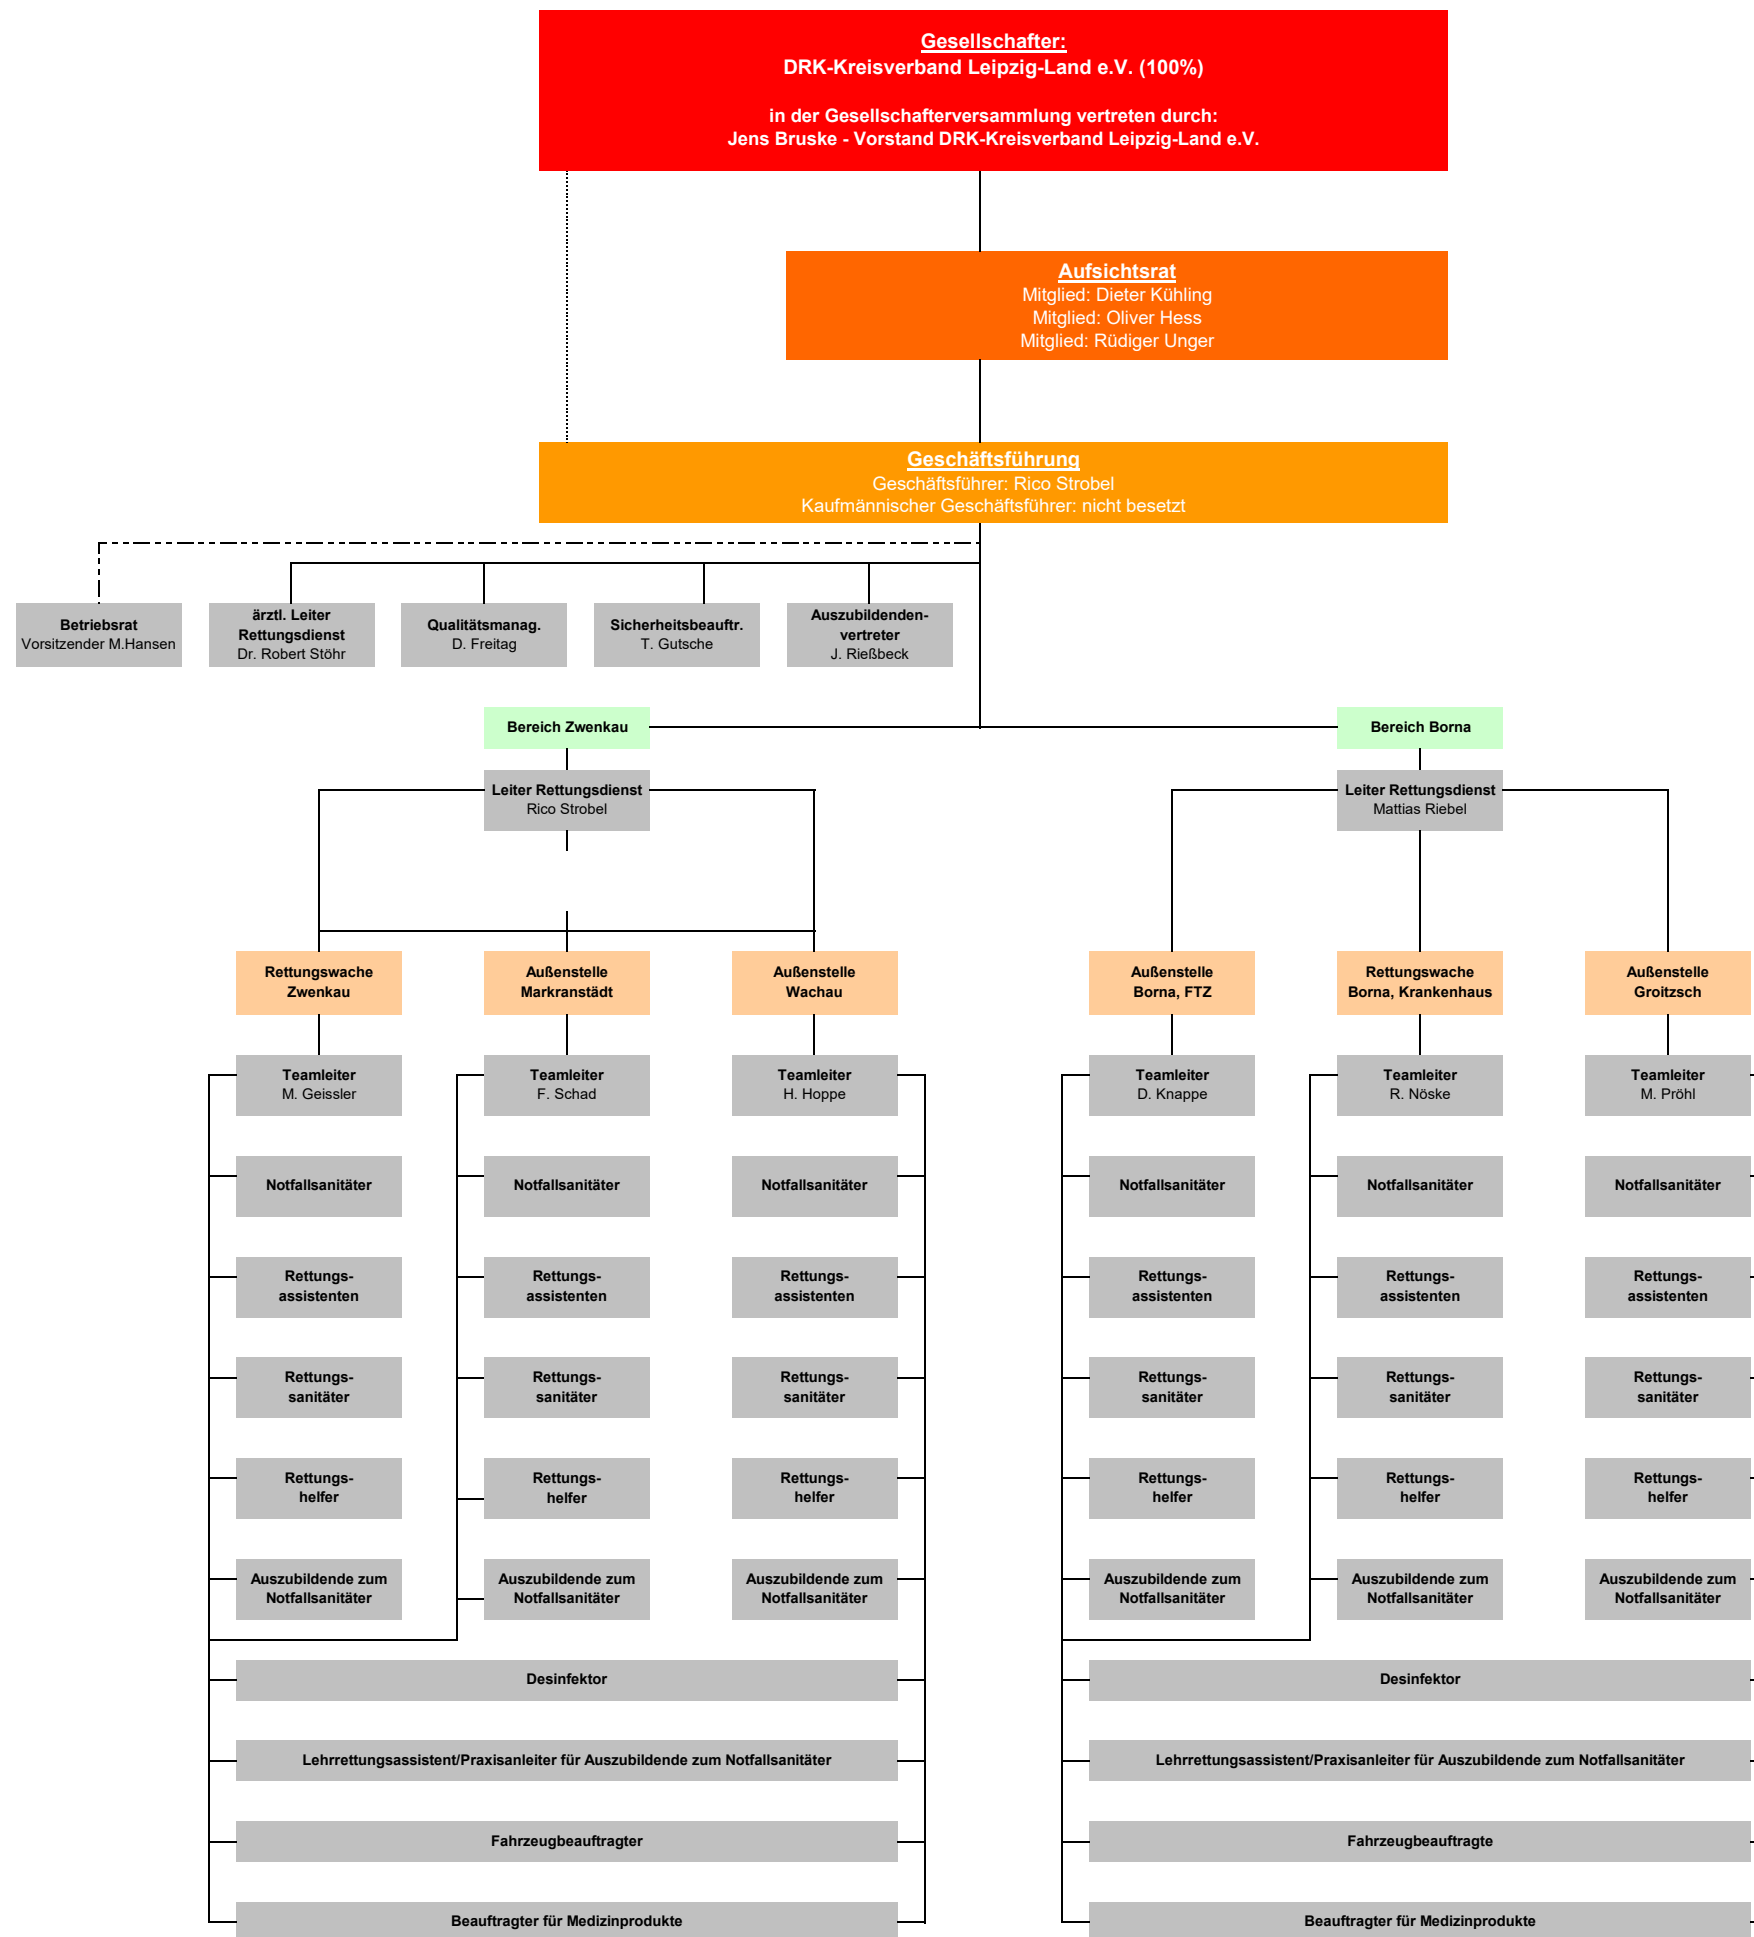 Gesellschafter:
DRK-Kreisverband Leipzig-Land e.V. (100%)
in der Gesellschafterversammlung vertreten durch:
Jens Bruske - Vorstand DRK-Kreisverband Leipzig-Land e.V.
Aufsichtsrat
Mitglied: Dieter Kühling
Mitglied: Oliver Hess
Mitglied: Rüdiger Unger
Geschäftsführung
Geschäftsführer: Rico Strobel
Kaufmännischer Geschäftsführer: nicht besetzt
Betriebsrat
Vorsitzender M.Hansen
ärztl. Leiter
Rettungsdienst
Dr. Robert Stöhr
Qualitätsmanag.
D. Freitag
Sicherheitsbeauftr.
T. Gutsche
Auszubildenden-
vertreter
J. Rießbeck
Bereich Zwenkau
Bereich Borna
Leiter Rettungsdienst
Rico Strobel
Leiter Rettungsdienst
Mattias Riebel
Rettungswache
Zwenkau
Außenstelle
Markranstädt
Außenstelle
Wachau
Außenstelle
Borna, FTZ
Rettungswache
Borna, Krankenhaus
Außenstelle
Groitzsch
Teamleiter
M. Geissler
Teamleiter
F. Schad
Teamleiter
H. Hoppe
Teamleiter
D. Knappe
Teamleiter
R. Nöske
Teamleiter
M. Pröhl
Notfallsanitäter
Notfallsanitäter
Notfallsanitäter
Notfallsanitäter
Notfallsanitäter
Notfallsanitäter
Rettungs-
assistenten
Rettungs-
assistenten
Rettungs-
assistenten
Rettungs-
assistenten
Rettungs-
assistenten
Rettungs-
assistenten
Rettungs-
sanitäter
Rettungs-
sanitäter
Rettungs-
sanitäter
Rettungs-
sanitäter
Rettungs-
sanitäter
Rettungs-
sanitäter
Rettungs-
helfer
Rettungs-
helfer
Rettungs-
helfer
Rettungs-
helfer
Rettungs-
helfer
Rettungs-
helfer
Auszubildende zum
Notfallsanitäter
Auszubildende zum
Notfallsanitäter
Auszubildende zum
Notfallsanitäter
Auszubildende zum
Notfallsanitäter
Auszubildende zum
Notfallsanitäter
Auszubildende zum
Notfallsanitäter
Desinfektor
Desinfektor
Lehrrettungsassistent/Praxisanleiter für Auszubildende zum Notfallsanitäter
Lehrrettungsassistent/Praxisanleiter für Auszubildende zum Notfallsanitäter
Fahrzeugbeauftragter
Fahrzeugbeauftragte
Beauftragter für Medizinprodukte
Beauftragter für Medizinprodukte